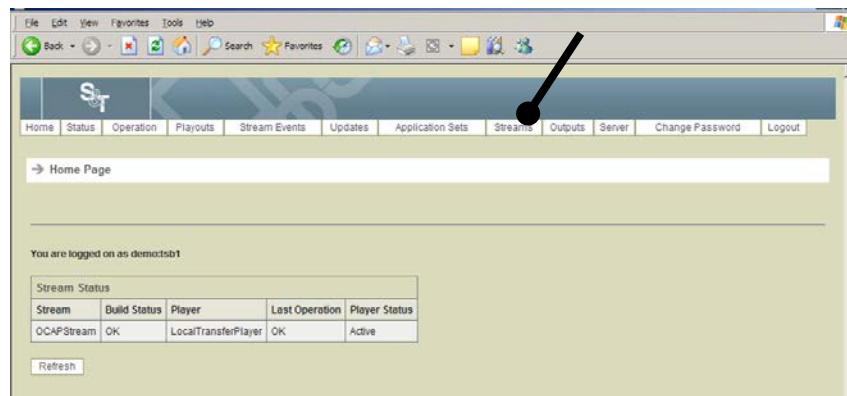 File Edit View Favorites Tools Help
Back Search Favorites
S&T
Home Status Operation Playouts Stream Events Updates Application Sets Streams Outputs Server Change Password Logout
Home Page
You are logged on as demo:tsb1
Stream Status
Stream Build Status Player Last Operation Player Status
OCAPStream OK LocalTransferPlayer OK Active
Refresh